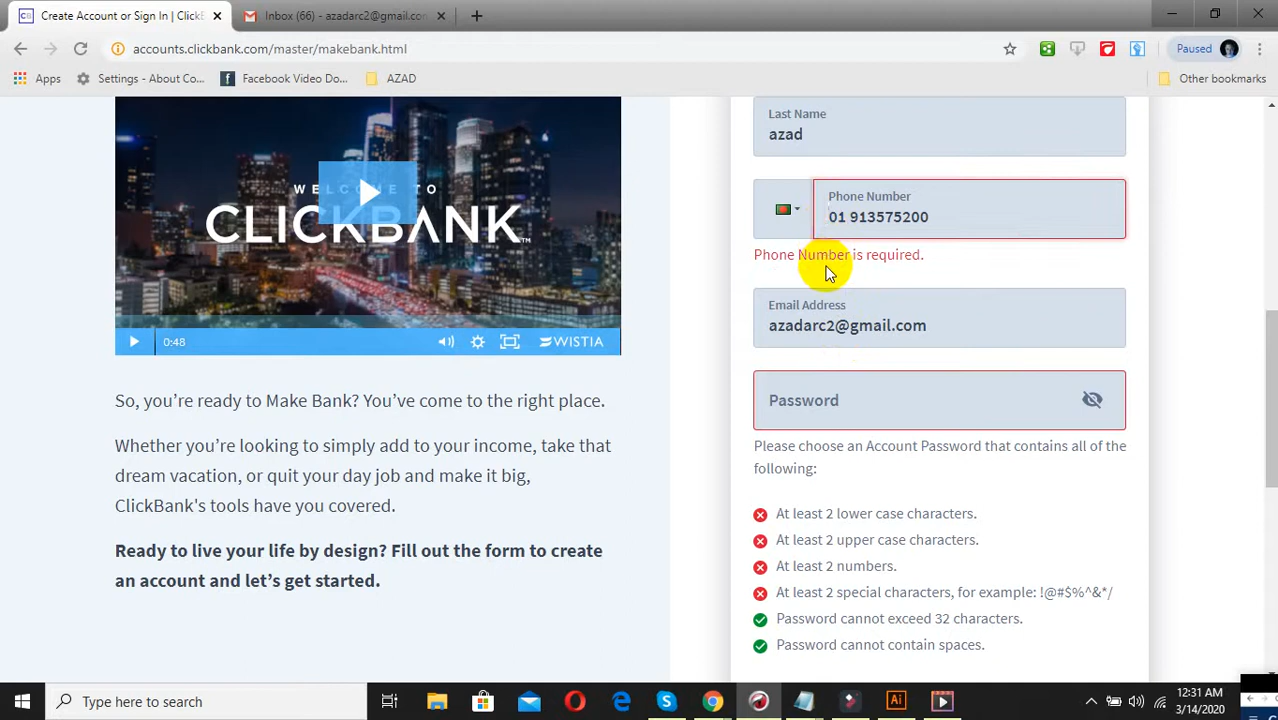 Create Account or Sign In | Click
Inbox (66) - azadarc2@gmail.con
accounts.clickbank.com/master/makebank.html
Paused
Apps
Settings - About Co...
Facebook Video Do...
AZAD
Other bookmarks
WELCOME TO
CLICKBANK
0:48
WISTIA
So, you're ready to Make Bank? You've come to the right place.
Whether you're looking to simply add to your income, take that
dream vacation, or quit your day job and make it big,
ClickBank's tools have you covered.
Ready to live your life by design? Fill out the form to create
an account and let's get started.
Last Name
azad
Phone Number
01 913575200
Phone Number is required.
Email Address
azadarc2@gmail.com
Password
Please choose an Account Password that contains all of the
following:
At least 2 lower case characters.
At least 2 upper case characters.
At least 2 numbers.
At least 2 special characters, for example: !@#$%^&*/
Password cannot exceed 32 characters.
Password cannot contain spaces.
Type here to search
12:31 AM
3/14/2020